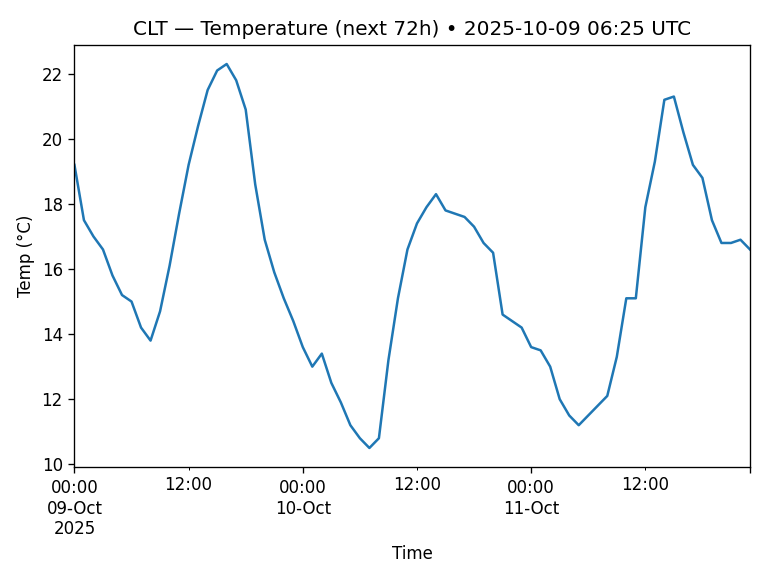 CLT — Temperature (next 72h) • 2025-10-09 06:25 UTC
Temp (°C)
22
20
18
16
14
12
10
00:00 12:00 00:00 12:00 00:00 12:00
09-Oct 10-Oct 11-Oct
2025
Time